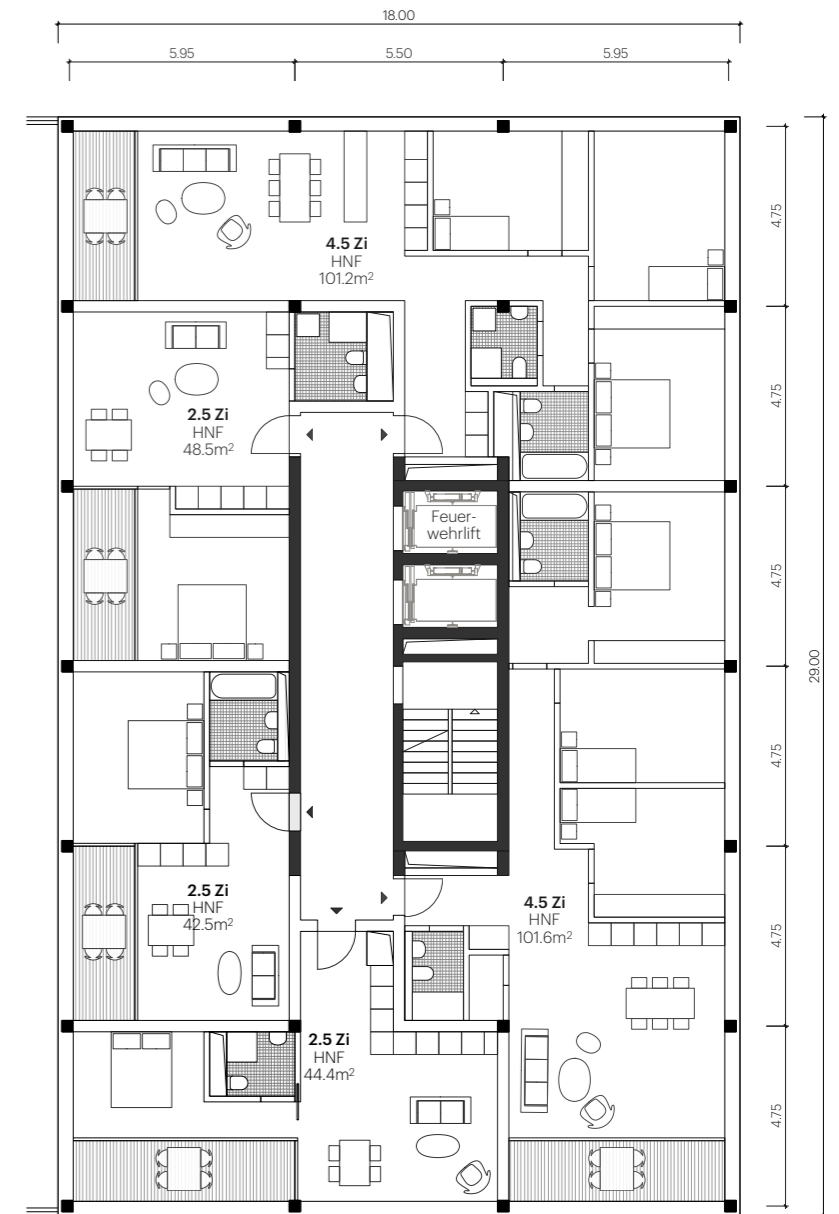 18.00
5.95
5.50
5.95
4.75
4.5 Zi
HNF
101.2m²
2.5 Zi
HNF
48.5m²
4.75
Feuer-
wehrlift
4.75
29.00
4.75
2.5 Zi
HNF
42.5m²
4.5 Zi
HNF
101.6m²
4.75
2.5 Zi
HNF
44.4m²
4.75